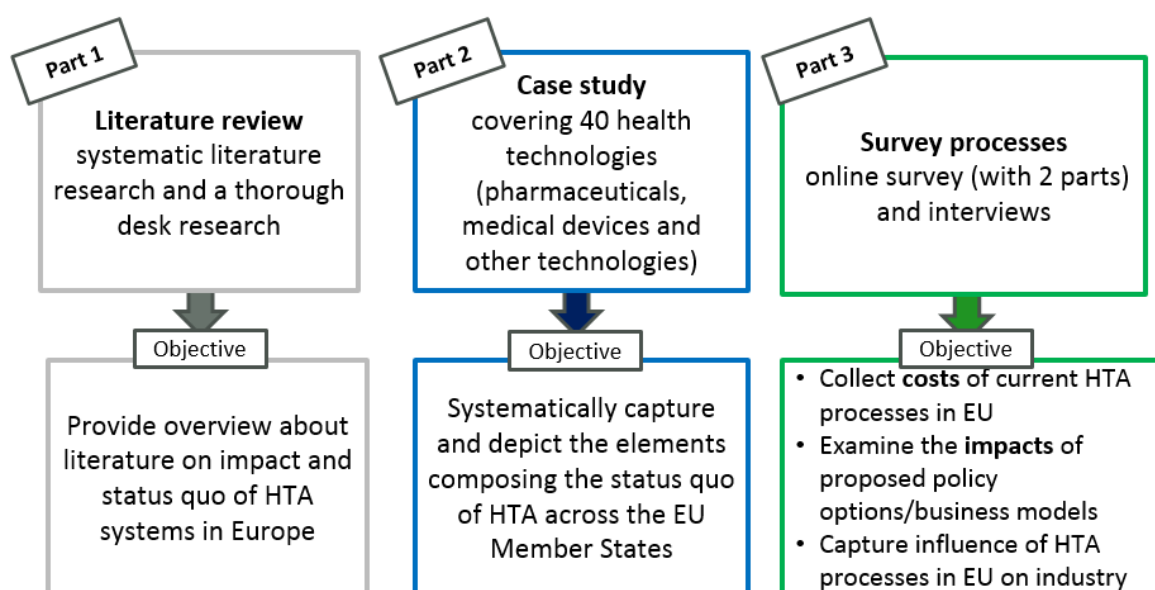 Part 1
Literature review
systematic literature
research and a thorough
desk research
Objective
Provide overview about
literature on impact and
status quo of HTA
systems in Europe
Part 2
Case study
covering 40 health
technologies
(pharmaceuticals,
medical devices and
other technologies)
Objective
Systematically capture
and depict the elements
composing the status quo
of HTA across the EU
Member States
Part 3
Survey processes
online survey (with 2 parts)
and interviews
Objective
• Collect costs of current HTA
processes in EU
• Examine the impacts of
proposed policy
options/business models
• Capture influence of HTA
processes in EU on industry